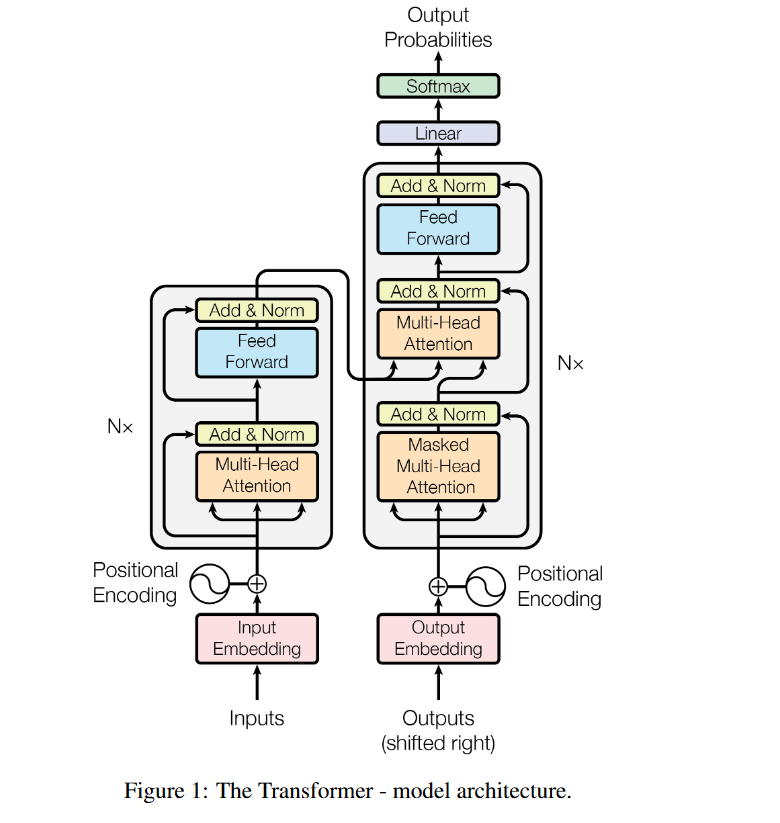 Output
Probabilities
Softmax
Linear
Add & Norm
Feed
Forward
Add & Norm
Multi-Head
Attention
Add & Norm
Masked
Multi-Head
Attention
Nx
Add & Norm
Feed
Forward
Add & Norm
Multi-Head
Attention
Nx
Positional
Encoding
Positional
Encoding
Input
Embedding
Output
Embedding
Inputs
Outputs
(shifted right)
Figure 1: The Transformer - model architecture.